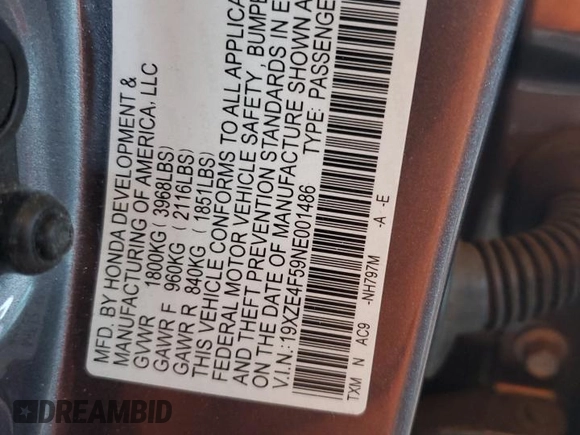 MFD. BY HONDA DEVELOPMENT &
MANUFACTURING OF AMERICA, LLC
GVWR 1800KG ( 3968LBS)
GAWR F 960KG ( 2116LBS)
GAWR R 840KG ( 1851LBS)
THIS VEHICLE CONFORMS TO ALL APPLICA
FEDERAL MOTOR VEHICLE SAFETY, BUMPE
AND THEFT PREVENTION STANDARDS IN E
ON THE DATE OF MANUFACTURE SHOWN A
V.I.N.: 19XZE4F59NE001486 TYPE: PASSENGE
TXM N AC9 -NH797M -A -E
DREAMBID